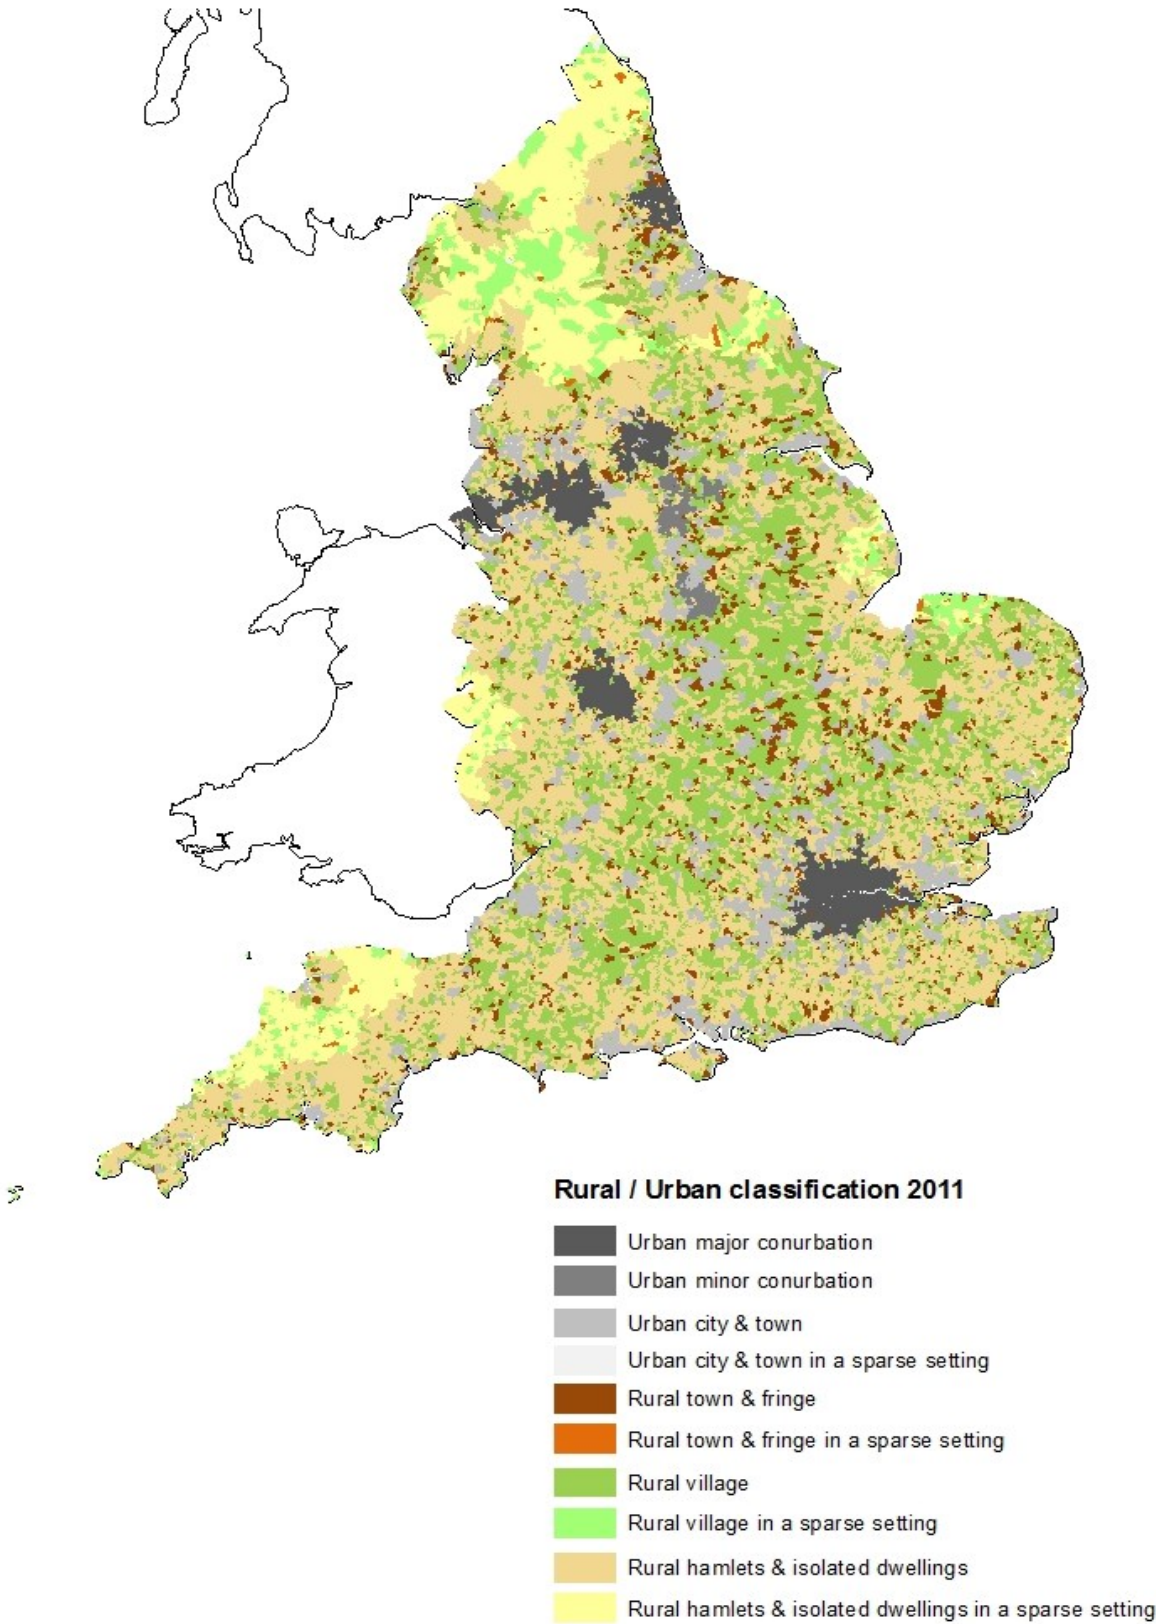 Rural / Urban classification 2011
Urban major conurbation
Urban minor conurbation
Urban city & town
Urban city & town in a sparse setting
Rural town & fringe
Rural town & fringe in a sparse setting
Rural village
Rural village in a sparse setting
Rural hamlets & isolated dwellings
Rural hamlets & isolated dwellings in a sparse setting